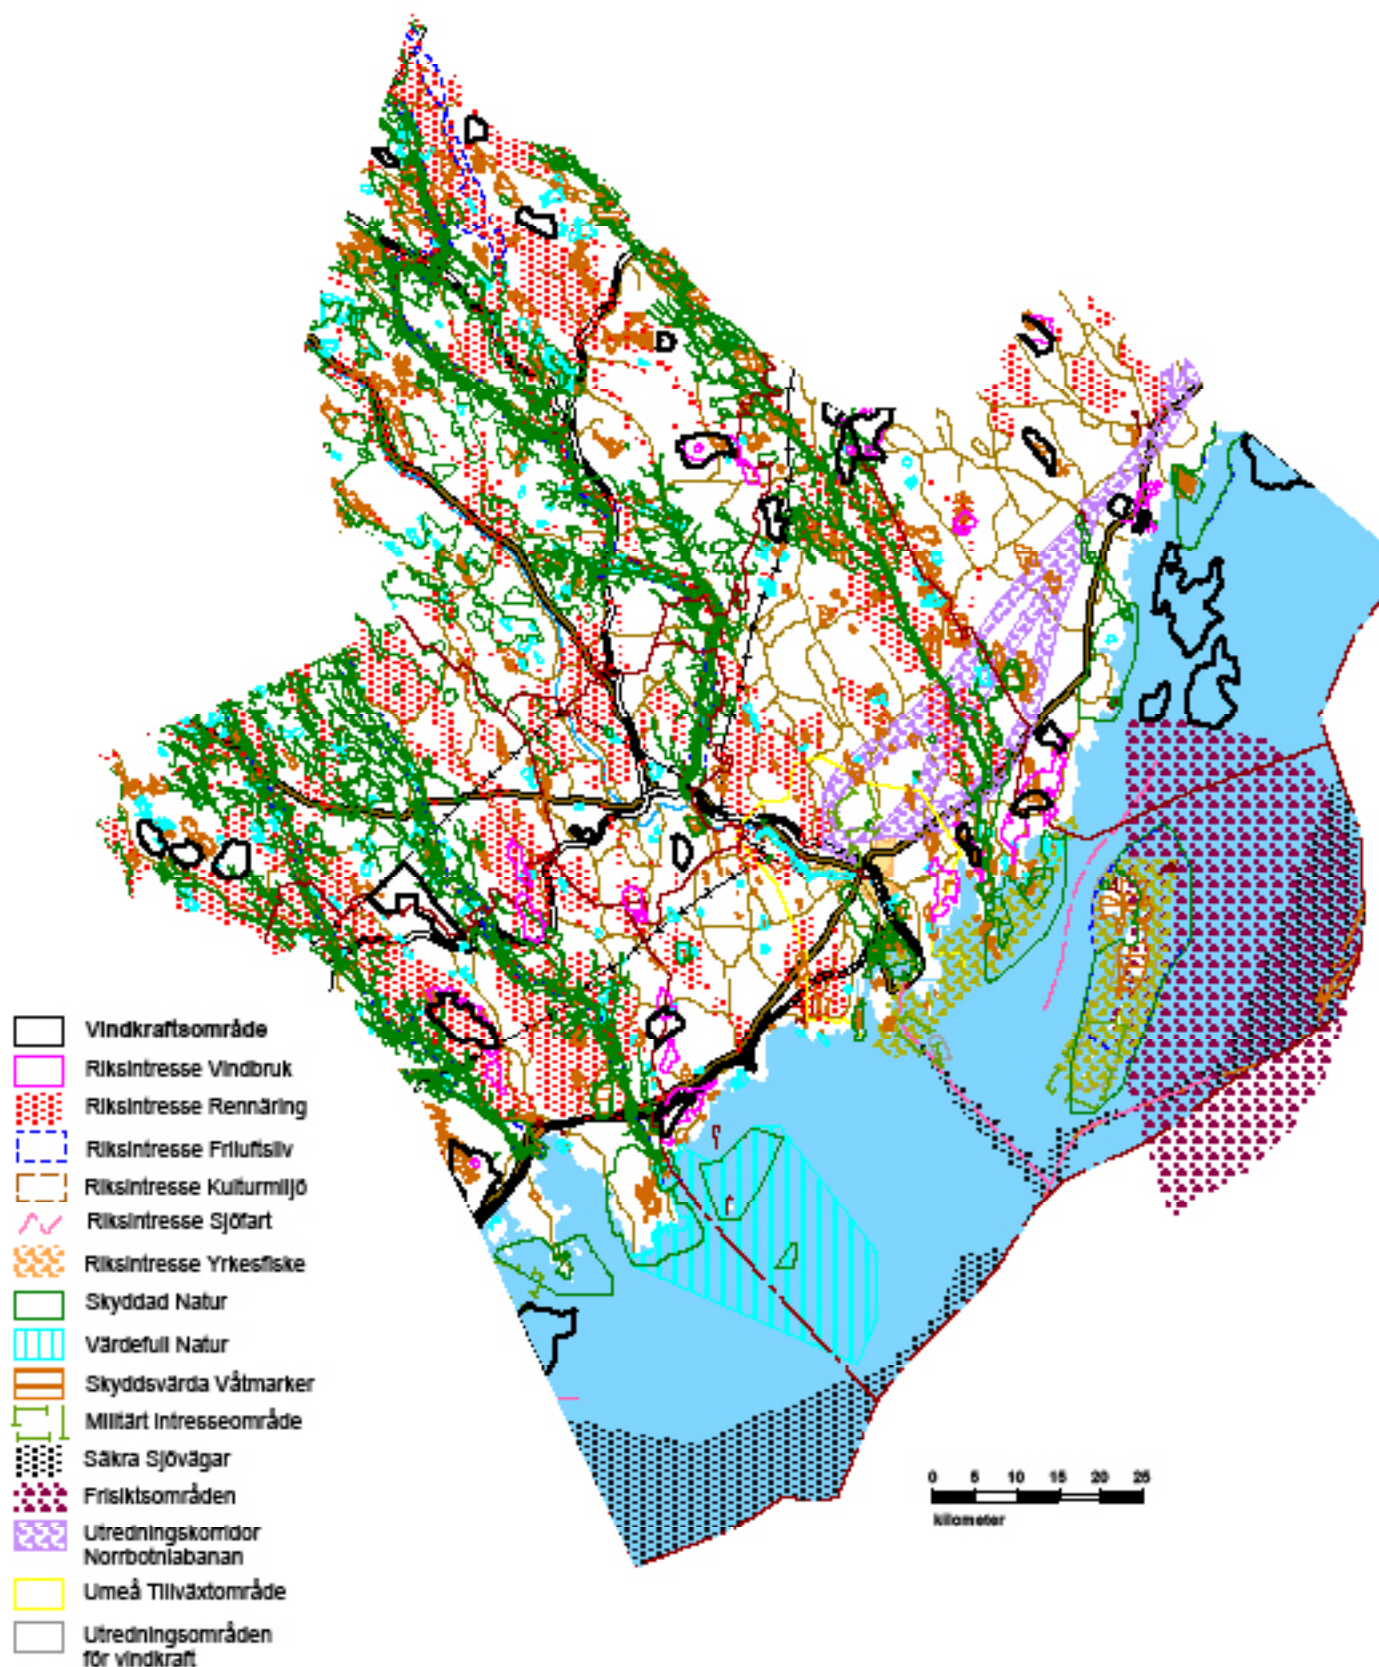 Vindkraftsområde
Riksintresse Vindbruk
Riksintresse Rennäring
Riksintresse Friluftsliv
Riksintresse Kulturmiljö
Riksintresse Sjöfart
Riksintresse Yrkesfiske
Skyddad Natur
Värdefull Natur
Skyddsvärda Våtmarker
Militärt Intresseområde
Säkra Sjövägar
Frisiktsområden
Utredningskorridor
Norrbotniabanan
Umeå Tillväxtområde
Utredningsområden
för vindkraft
0 5 10 15 20 25
kilometer